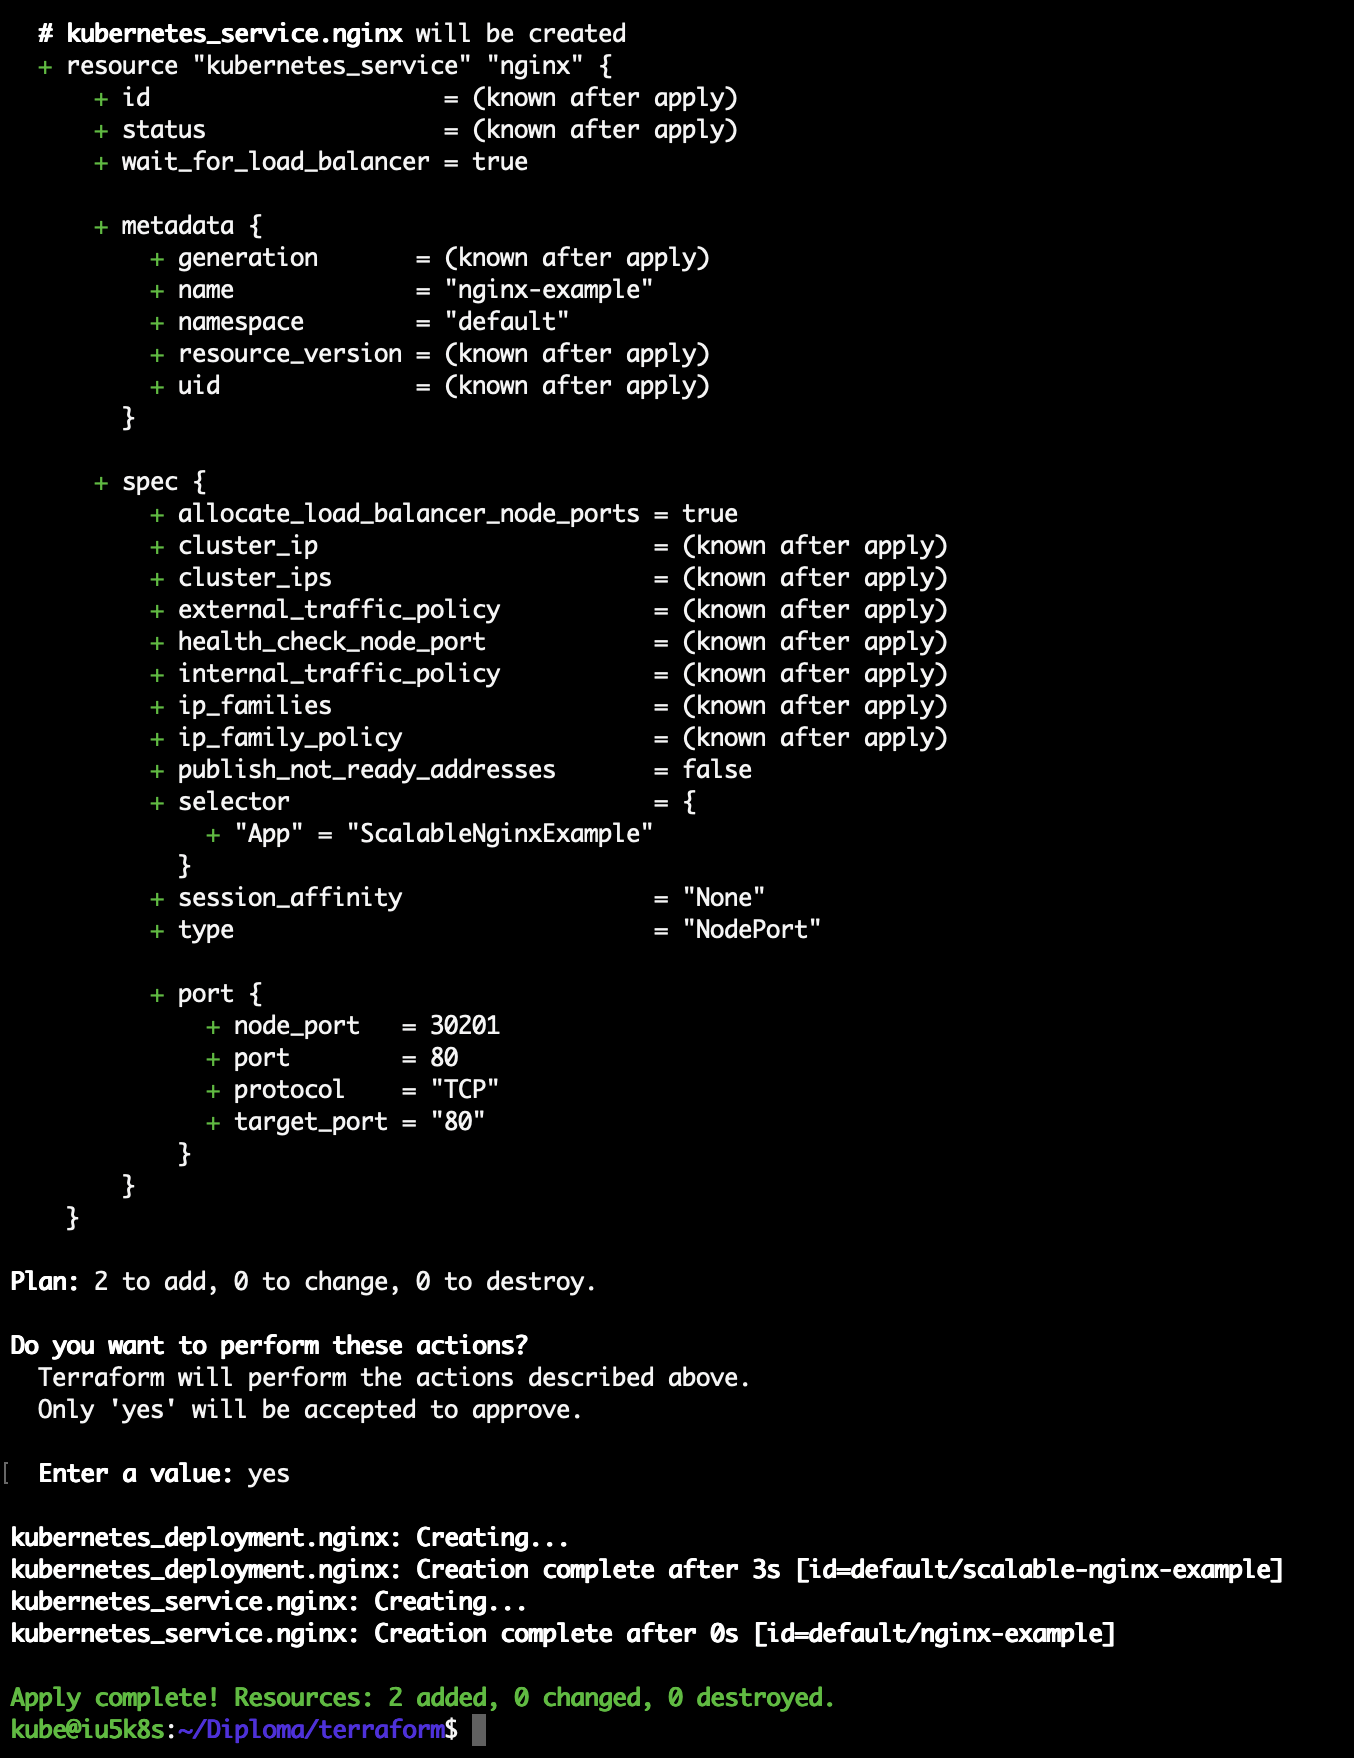 # kubernetes_service.nginx will be created
+ resource "kubernetes_service" "nginx" {
+ id = (known after apply)
+ status = (known after apply)
+ wait_for_load_balancer = true
+ metadata {
+ generation = (known after apply)
+ name = "nginx-example"
+ namespace = "default"
+ resource_version = (known after apply)
+ uid = (known after apply)
}
+ spec {
+ allocate_load_balancer_node_ports = true
+ cluster_ip = (known after apply)
+ cluster_ips = (known after apply)
+ external_traffic_policy = (known after apply)
+ health_check_node_port = (known after apply)
+ internal_traffic_policy = (known after apply)
+ ip_families = (known after apply)
+ ip_family_policy = (known after apply)
+ publish_not_ready_addresses = false
+ selector = {
+ "App" = "ScalableNginxExample"
}
+ session_affinity = "None"
+ type = "NodePort"
+ port {
+ node_port = 30201
+ port = 80
+ protocol = "TCP"
+ target_port = "80"
}
}
}
Plan: 2 to add, 0 to change, 0 to destroy.
Do you want to perform these actions?
Terraform will perform the actions described above.
Only 'yes' will be accepted to approve.
[ Enter a value: yes
kubernetes_deployment.nginx: Creating...
kubernetes_deployment.nginx: Creation complete after 3s [id=default/scalable-nginx-example]
kubernetes_service.nginx: Creating...
kubernetes_service.nginx: Creation complete after 0s [id=default/nginx-example]
Apply complete! Resources: 2 added, 0 changed, 0 destroyed.
kube@iu5k8s:~/Diploma/terraform$